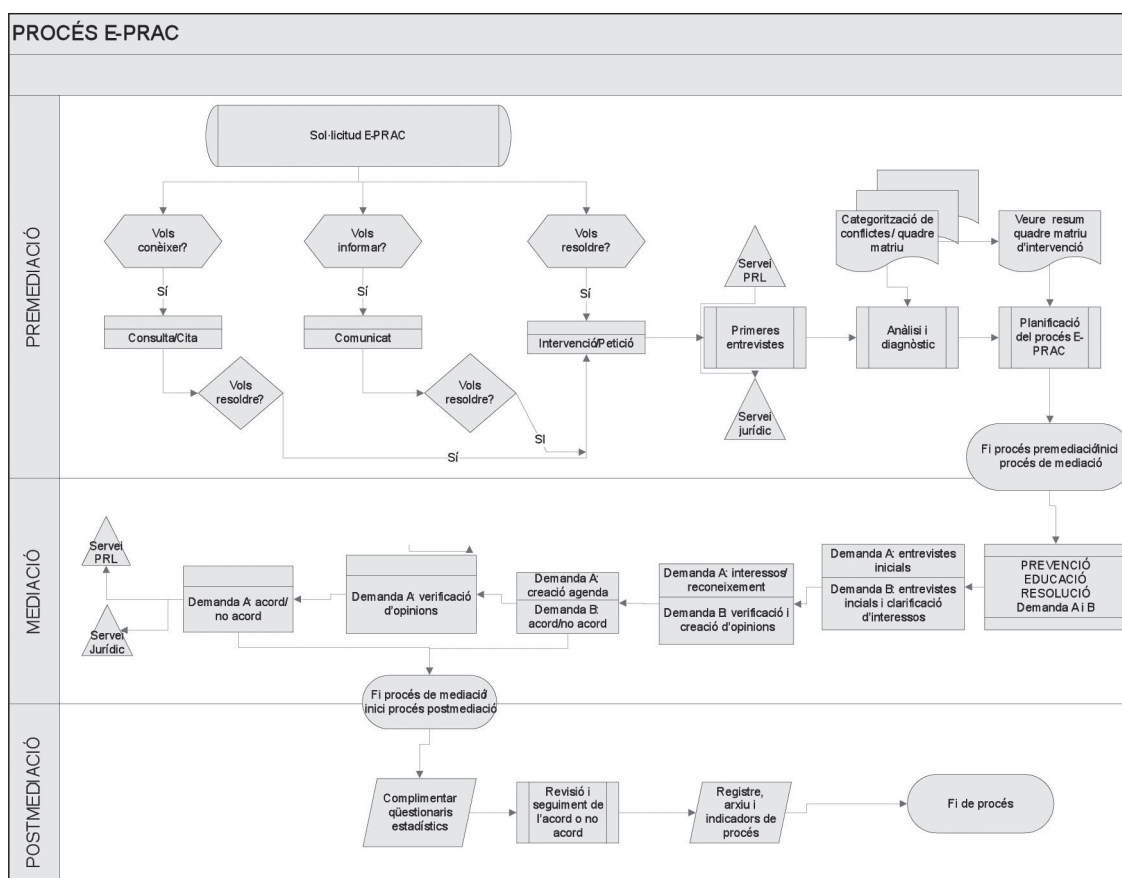 PROCÉS E-PRAC
PREMEDIACIÓ
Sol·licitud E-PRAC
Vols
conèixer?
Vols
informar?
Vols
resoldre?
Sí
Sí
Sí
Consulta/Cita
Comunicat
Intervenció/Petició
Vols
resoldre?
Vols
resoldre?
Sí
SI
Servei
PRL
Primeres
entrevistes
Servei
jurídic
Categorització de
conflictes / quadre
matriu
Veure resum
quadre matriu
d'intervenció
Anàlisi i
diagnòstic
Planificació
del procés E-
PRAC
Fi procés premediació/inici
procés de mediació
MEDIACIÓ
PREVENCIÓ
EDUCACIÓ
RESOLUCIÓ
Demanda A i B
Demanda A: entrevistes
inicials
Demanda B: entrevistes
incials i clarificació
d'interessos
Demanda A: interessos/
reconeixement
Demanda B: verificació i
creació d'opinions
Demanda A:
creació agenda
Demanda B:
acord/no acord
Demanda A: verificació
d'opinions
Demanda A: acord/
no acord
Servei
PRL
Servei
Jurídic
Fi procés de mediació/
inici procés postmediació
POSTMEDIACIÓ
Complimentar
qüestionaris
estadístics
Revisió i
seguiment de
l'acord o no
acord
Registre,
arxiu i
indicadors de
procés
Fi de procés